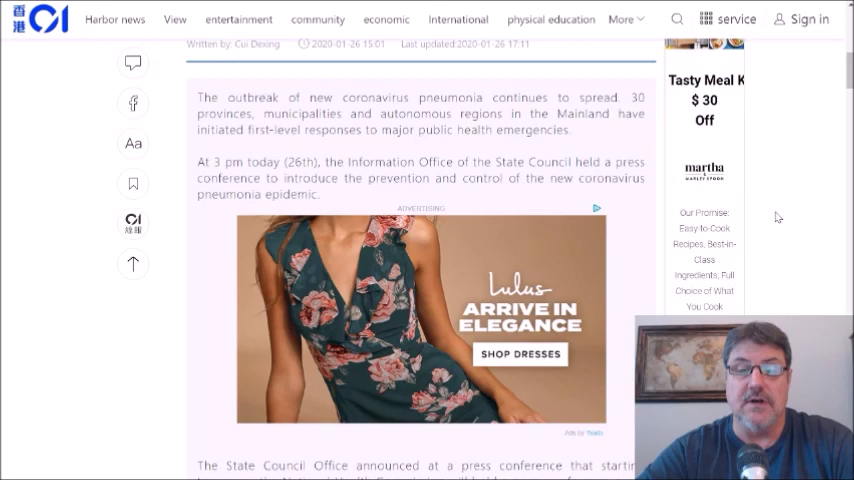 香港01
Harbor news View entertainment community economic International physical education More service Sign in
Written by: Cui Dexing 2020-01-26 15:01 Last updated:2020-01-26 17:11
The outbreak of new coronavirus pneumonia continues to spread. 30
provinces, municipalities and autonomous regions in the Mainland have
initiated first-level responses to major public health emergencies.
At 3 pm today (26th), the Information Office of the State Council held a press
conference to introduce the prevention and control of the new coronavirus
pneumonia epidemic.
ADVERTISING
Lulus
ARRIVE IN
ELEGANCE
SHOP DRESSES
Ads by Teads
The State Council Office announced at a press conference that startin
Aa
01
Tasty Meal K
$ 30
Off
martha
&
MARLEY SPOON
Our Promise:
Easy-to-Cook
Recipes, Best-in-
Class
Ingredients, Full
Choice of What
You Cook